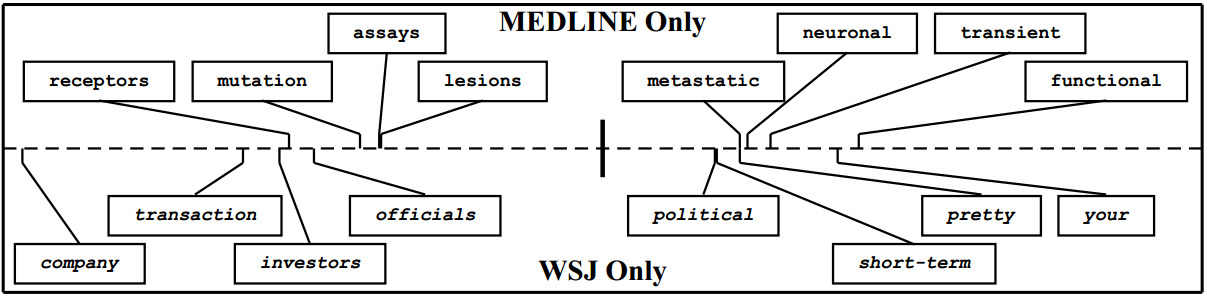 MEDLINE Only
assays
neuronal
transient
receptors
mutation
lesions
metastatic
functional
transaction
officials
political
pretty
your
company
investors
WSJ Only
short-term